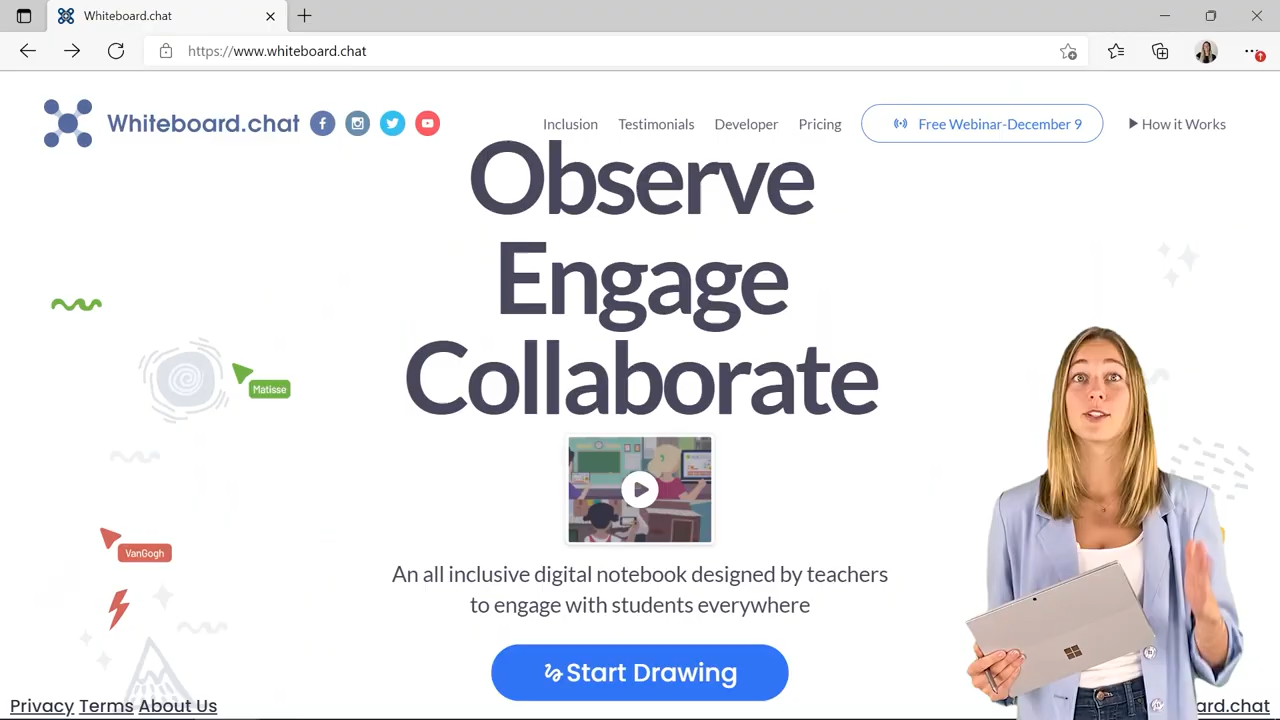 Whiteboard.chat
https://www.whiteboard.chat
Whiteboard.chat
Inclusion
Testimonials
Developer
Pricing
Free Webinar-December 9
How it Works
Observe
Engage
Collaborate
Matisse
VanGogh
An all inclusive digital notebook designed by teachers
to engage with students everywhere
Start Drawing
Privacy Terms About Us
ard.chat